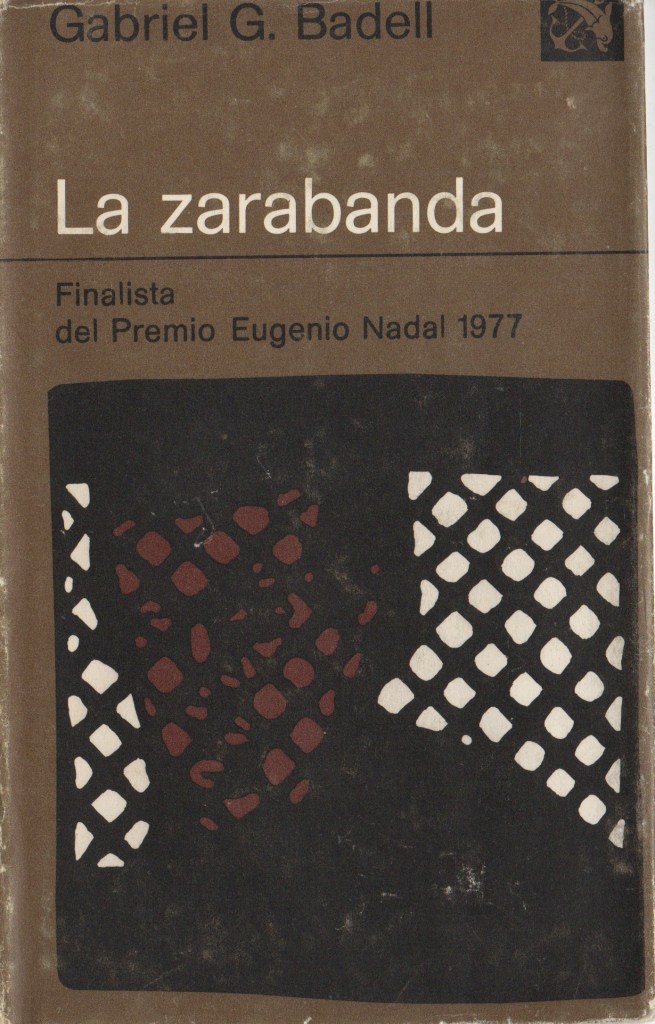 Gabriel G. Badell
La zarabanda
Finalista
del Premio Eugenio Nadal 1977